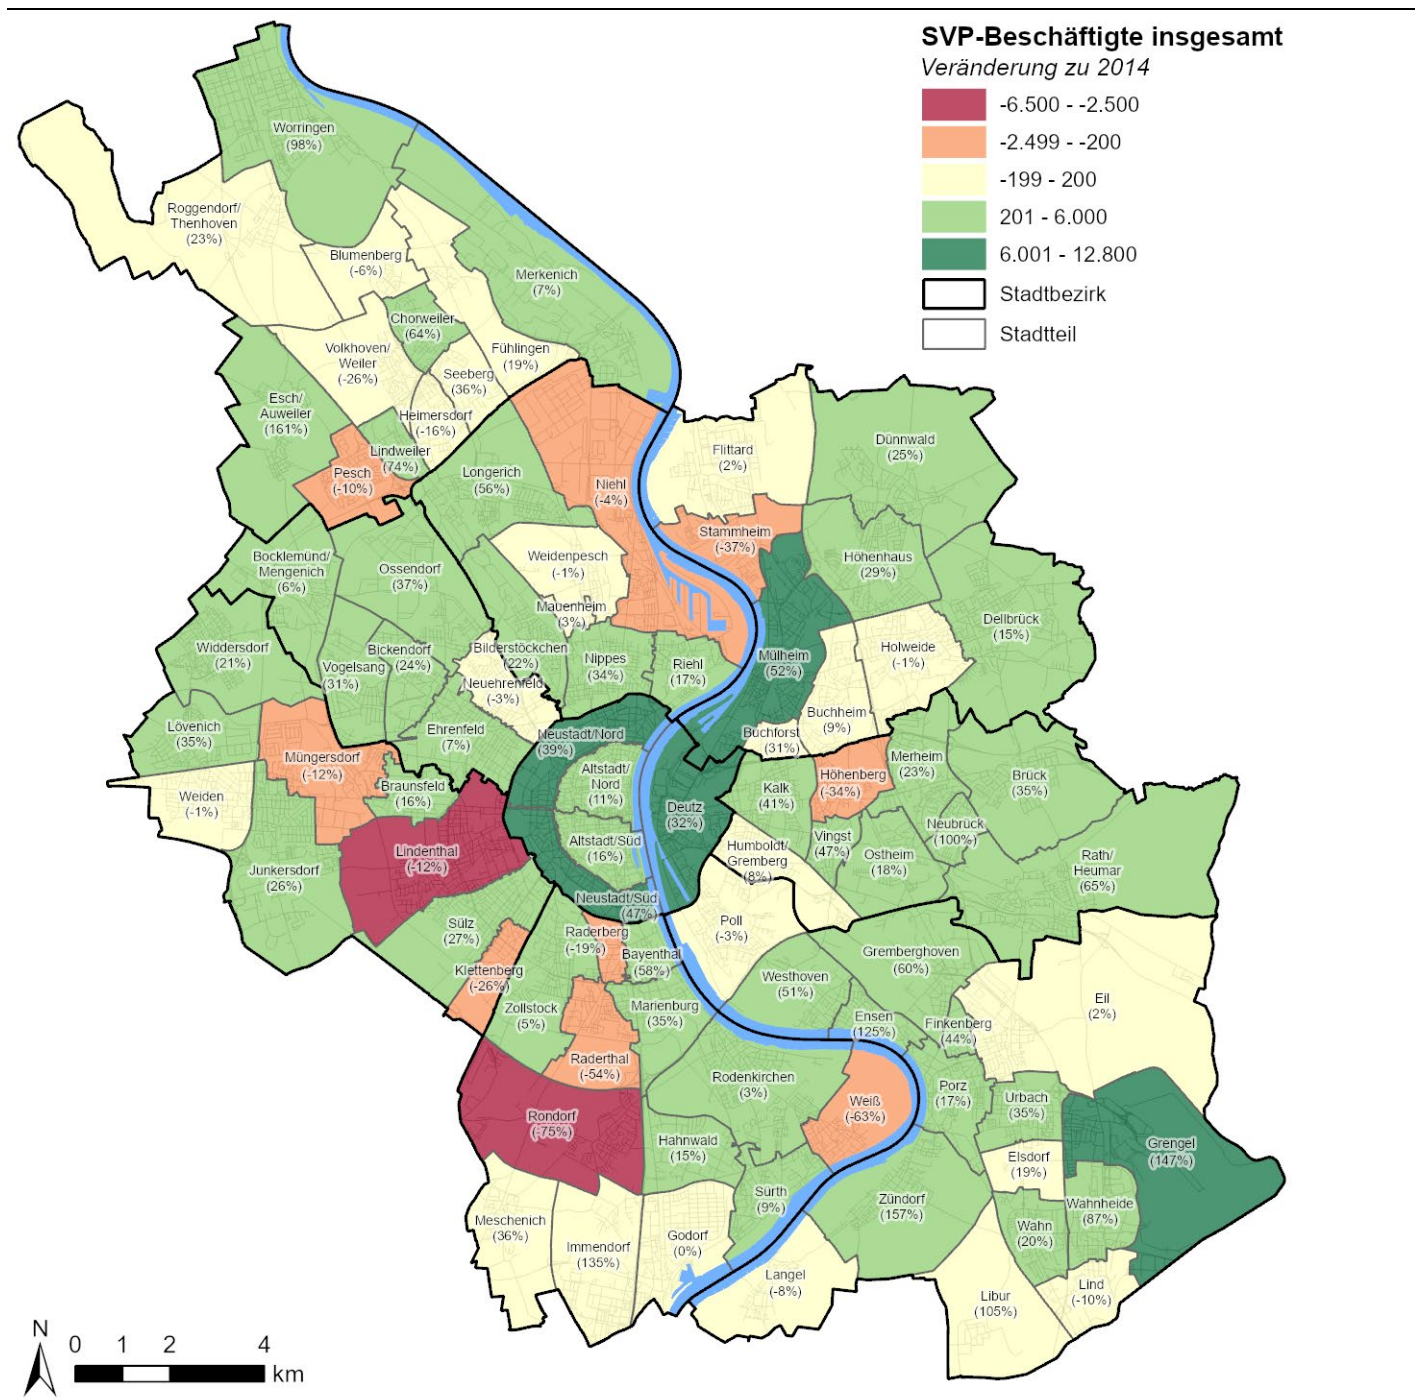 SVP-Beschäftigte insgesamt
Veränderung zu 2014
-6.500 - -2.500
-2.499 - -200
-199 - 200
201 - 6.000
6.001 - 12.800
Stadtbezirk
Stadtteil
Worringen
(98%)
Roggendorf/
Thenhoven
(23%)
Blumenberg
(-6%)
Merkenich
(7%)
Chorweiler
(64%)
Volkhoven/
Weiler
(-26%)
Fühlingen
(19%)
Seeberg
(36%)
Esch/
Auweiler
(161%)
Heimersdorf
(-16%)
Lindweiler
(74%)
Pesch
(-10%)
Longerich
(56%)
Niehl
(-4%)
Flittard
(2%)
Dünnwald
(25%)
Stammheim
(-37%)
Höhenhaus
(29%)
Weidenpesch
(-1%)
Bocklemünd/
Mengenich
(6%)
Ossendorf
(37%)
Mauenheim
(3%)
Dellbrück
(15%)
Widdersdorf
(21%)
Vogelsang
(31%)
Bickendorf
(24%)
Bilderstöckchen
(22%)
Nippes
(34%)
Riehl
(17%)
Mülheim
(52%)
Holweide
(-1%)
Neuehrenfeld
(-3%)
Buchheim
(9%)
Lövenich
(35%)
Ehrenfeld
(7%)
Neustadt/Nord
(39%)
Buchforst
(31%)
Müngersdorf
(-12%)
Merheim
(23%)
Altstadt/
Nord
(11%)
Höhenberg
(-34%)
Brück
(35%)
Weiden
(-1%)
Braunsfeld
(16%)
Kalk
(41%)
Deutz
(32%)
Neubrück
(100%)
Vingst
(47%)
Altstadt/Süd
(16%)
Lindenthal
(-12%)
Humboldt/
Gremberg
(8%)
Ostheim
(18%)
Rath/
Heumar
(65%)
Junkersdorf
(26%)
Neustadt/Süd
(47%)
Sülz
(27%)
Poll
(-3%)
Raderberg
(-19%)
Bayenthal
(58%)
Gremberghoven
(60%)
Klettenberg
(-26%)
Westhoven
(51%)
Eil
(2%)
Zollstock
(5%)
Marienburg
(35%)
Ensen
(125%)
Finkenberg
(44%)
Raderthal
(-54%)
Rodenkirchen
(3%)
Porz
(17%)
Weiß
(-63%)
Urbach
(35%)
Rondorf
(-75%)
Hahnwald
(15%)
Grengel
(147%)
Elsdorf
(19%)
Sürth
(9%)
Zündorf
(157%)
Wahnheide
(87%)
Meschenich
(36%)
Wahn
(20%)
Godorf
(0%)
Immendorf
(135%)
Langel
(-8%)
Lind
(-10%)
Libur
(105%)
N
0 1 2 4
km